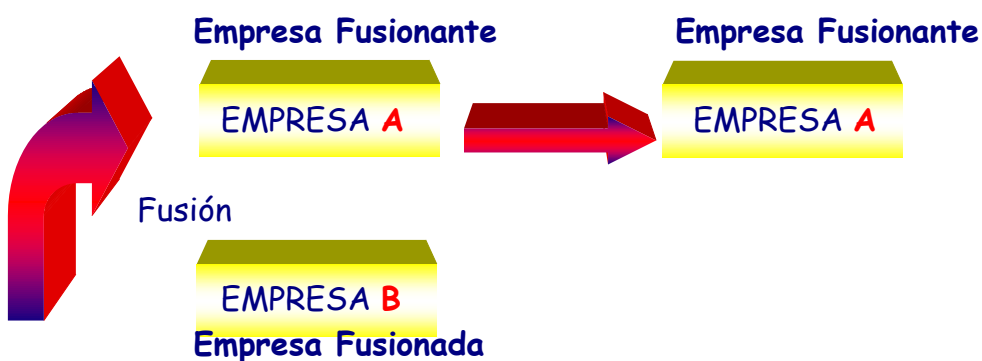 Empresa Fusionante
Empresa Fusionante
EMPRESA A
EMPRESA A
Fusión
EMPRESA B
Empresa Fusionada